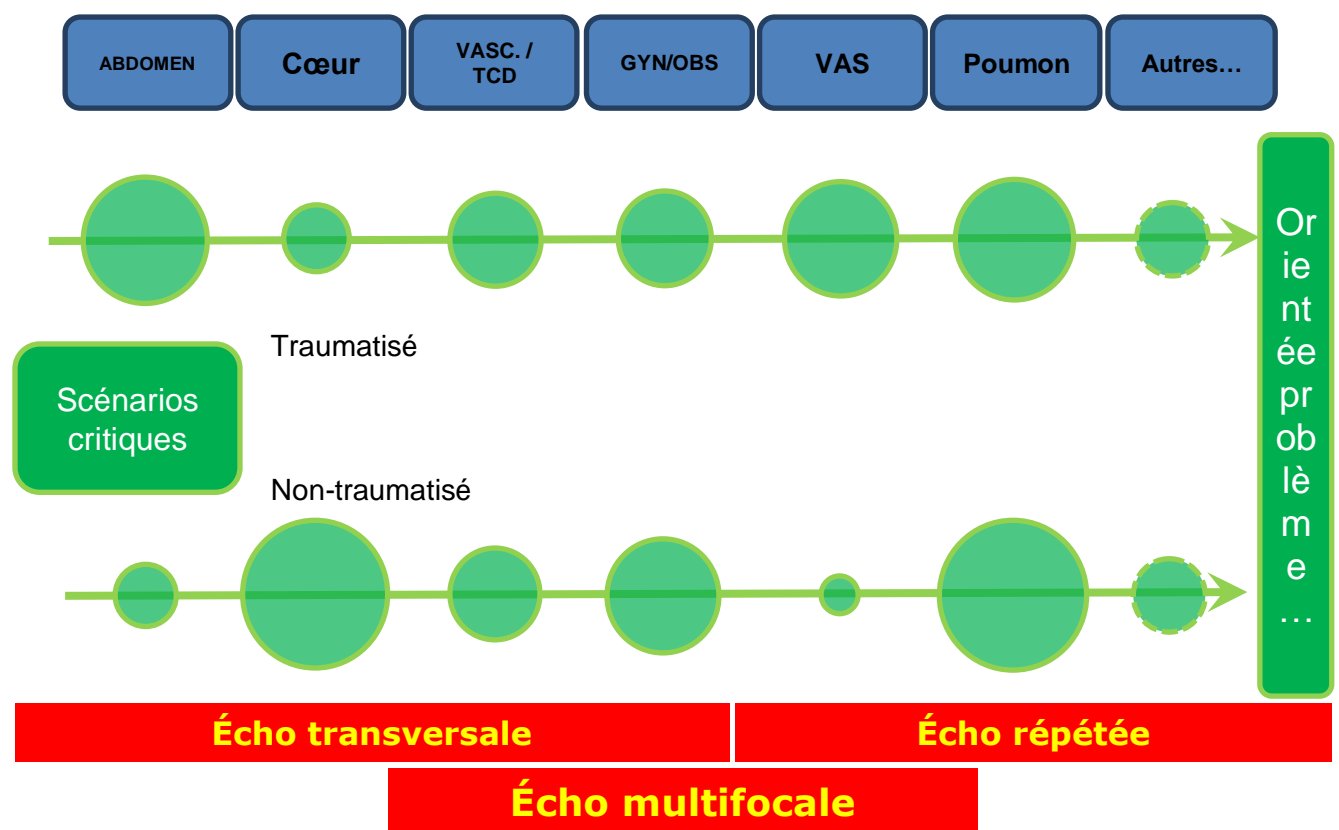 ABDOMEN
Cœur
VASC. /
TCD
GYN/OBS
VAS
Poumon
Autres…
Traumatisé
Scénarios
critiques
Non-traumatisé
Or
ie
nt
ée
pr
ob
lè
m
e
…
Écho transversale
Écho répétée
Écho multifocale